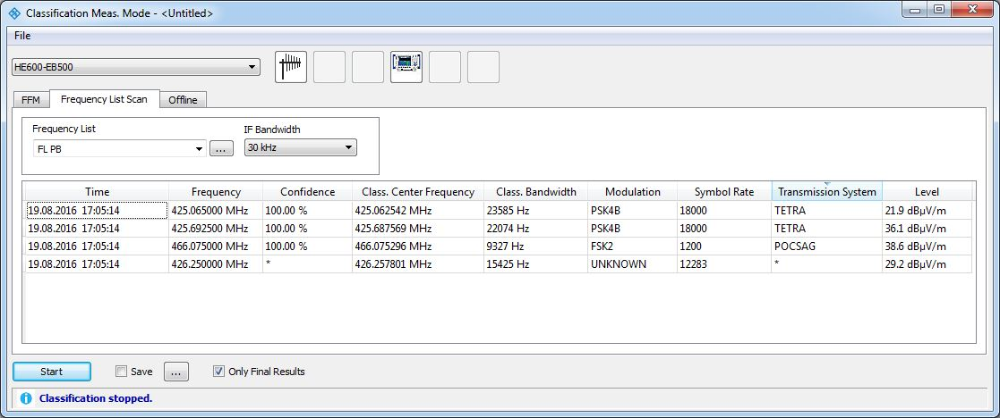 Classification Meas. Mode - <Untitled>
File
HE600-EB500
FFM Frequency List Scan Offline
Frequency List IF Bandwidth
FL PB ... 30 kHz
Time Frequency Confidence Class. Center Frequency Class. Bandwidth Modulation Symbol Rate Transmission System Level
19.08.2016 17:05:14 425.065000 MHz 100.00 % 425.062542 MHz 23585 Hz PSK4B 18000 TETRA 21.9 dBµV/m
19.08.2016 17:05:14 425.692500 MHz 100.00 % 425.687569 MHz 22074 Hz PSK4B 18000 TETRA 36.1 dBµV/m
19.08.2016 17:05:14 466.075000 MHz 100.00 % 466.075296 MHz 9327 Hz FSK2 1200 POCSAG 38.6 dBµV/m
19.08.2016 17:05:14 426.250000 MHz * 426.257801 MHz 15425 Hz UNKNOWN 12283 * 29.2 dBµV/m
Start Save ... Only Final Results
Classification stopped.